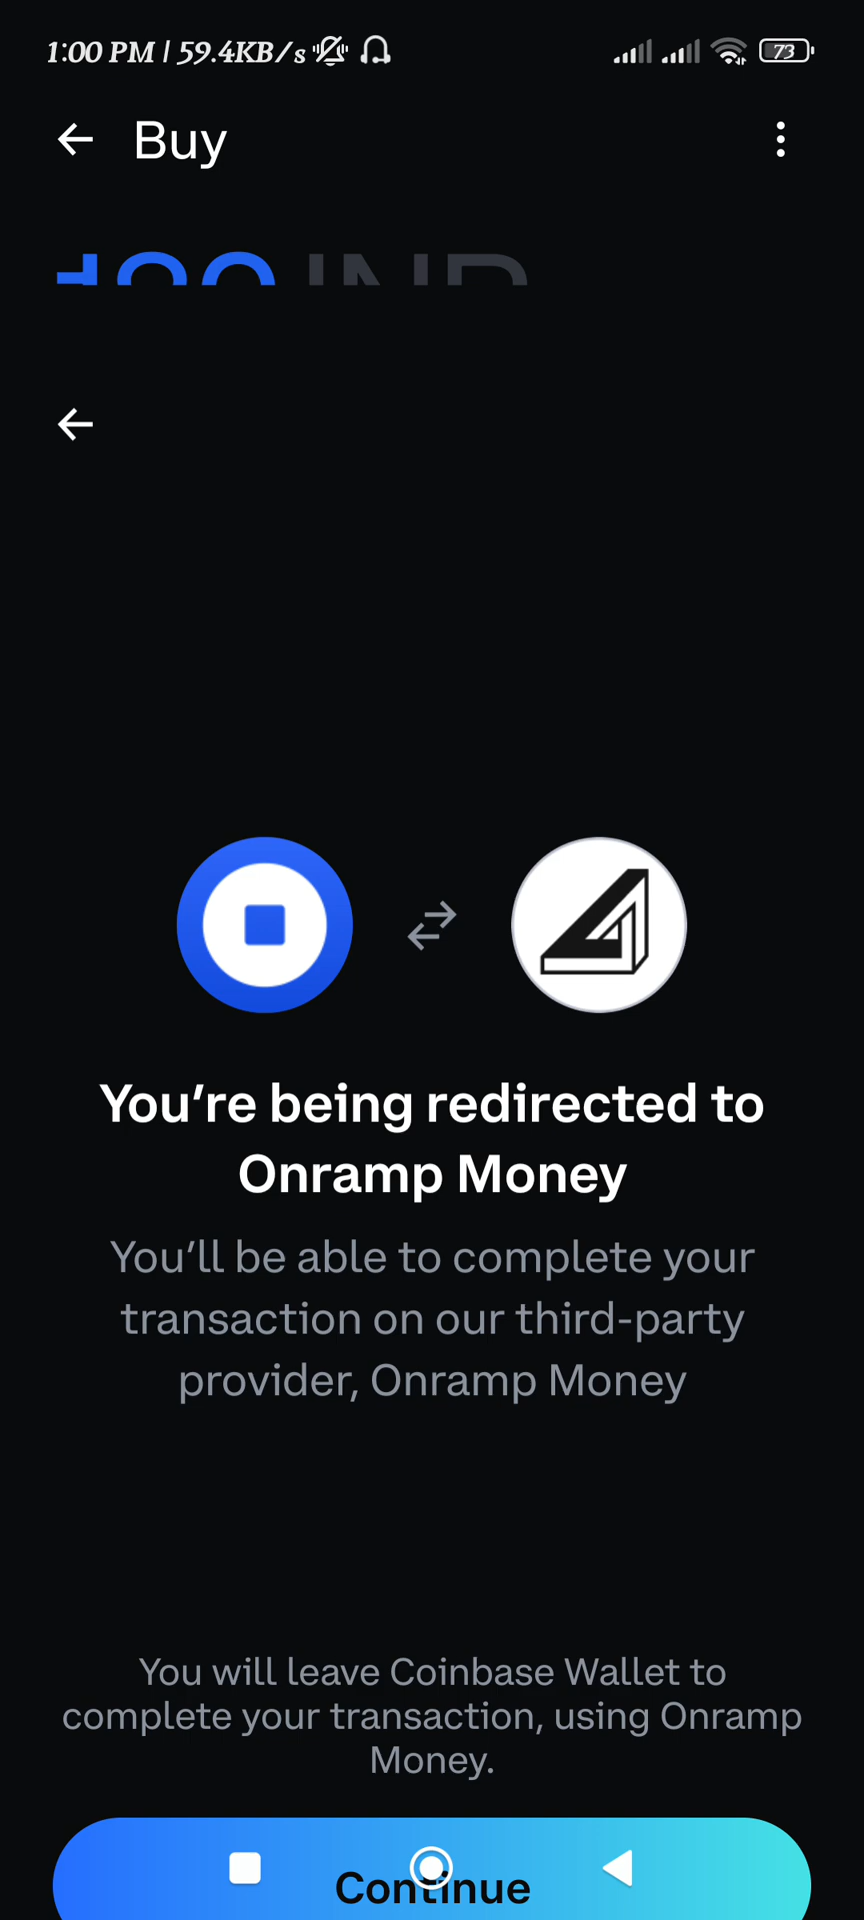 1:00 PM | 59.4KB/s
73
Buy
You're being redirected to
Onramp Money
You'll be able to complete your
transaction on our third-party
provider, Onramp Money
You will leave Coinbase Wallet to
complete your transaction, using Onramp
Money.
Continue